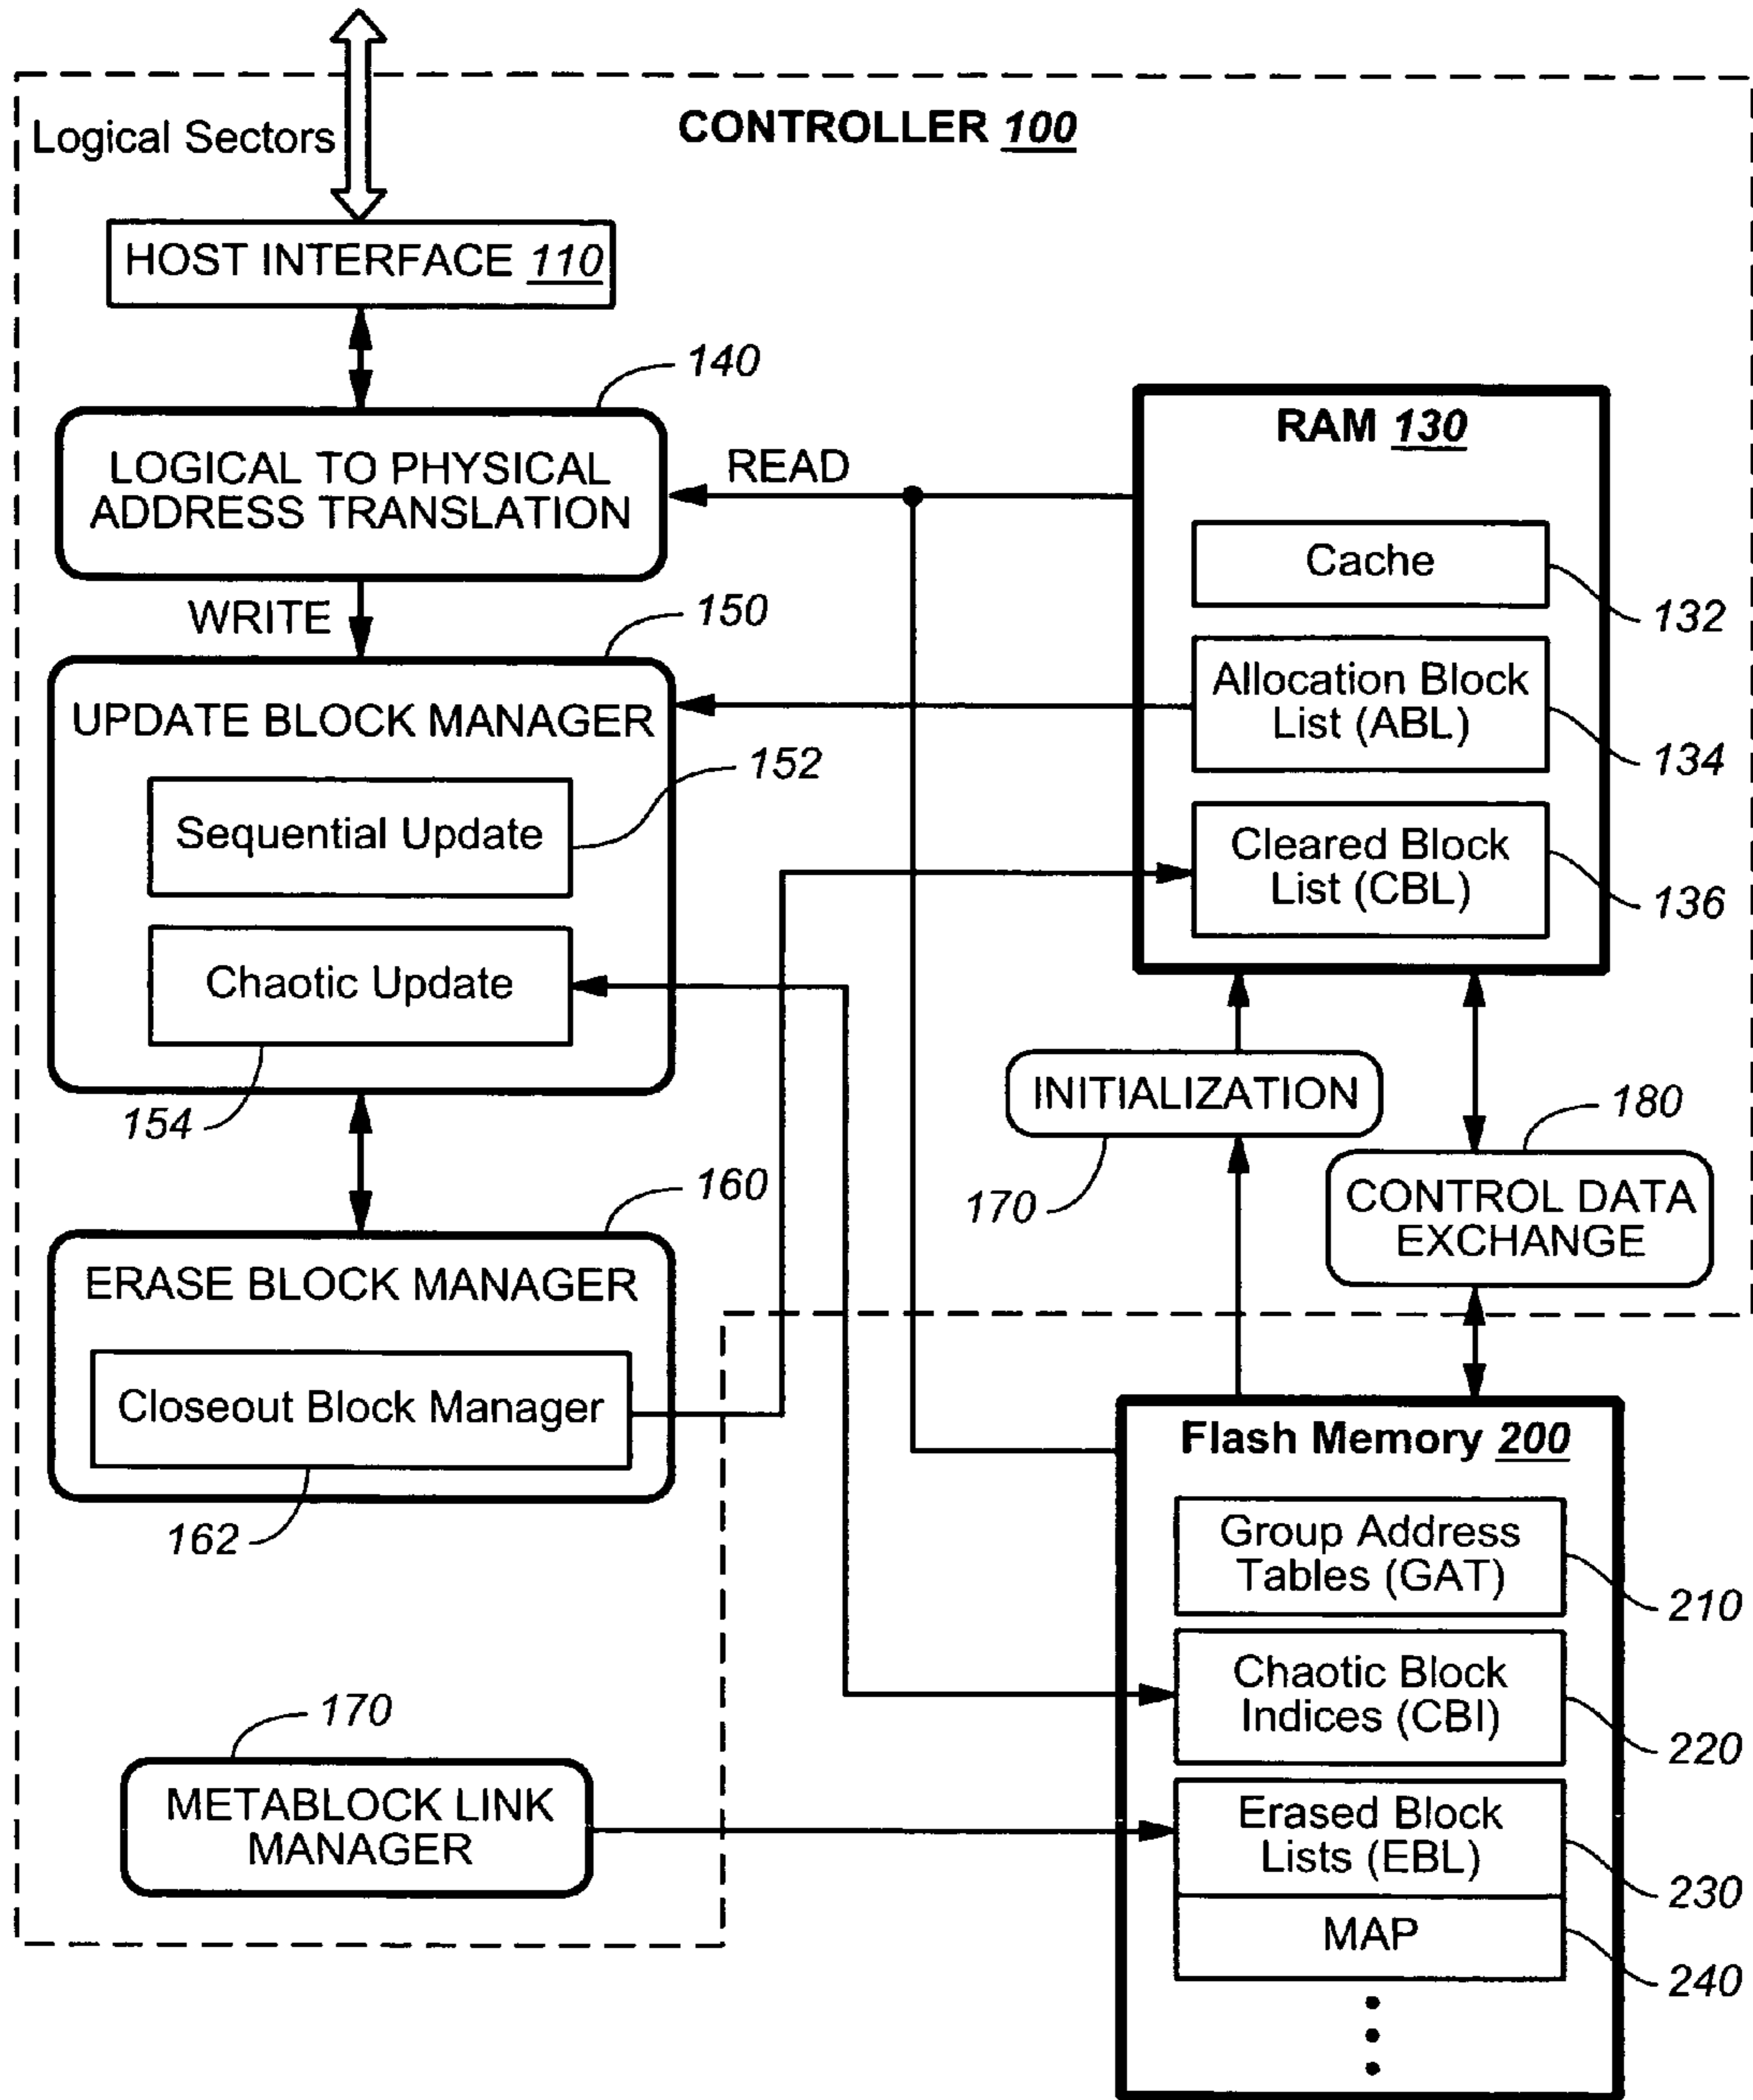 Logical Sectors
CONTROLLER 100
HOST INTERFACE 110
140
LOGICAL TO PHYSICAL
ADDRESS TRANSLATION
READ
WRITE
RAM 130
Cache
132
Allocation Block
List (ABL)
134
Cleared Block
List (CBL)
136
150
UPDATE BLOCK MANAGER
152
Sequential Update
Chaotic Update
154
INITIALIZATION
170
180
CONTROL DATA
EXCHANGE
160
ERASE BLOCK MANAGER
Closeout Block Manager
162
Flash Memory 200
Group Address
Tables (GAT)
210
Chaotic Block
Indices (CBI)
220
Erased Block
Lists (EBL)
230
MAP
240
170
METABLOCK LINK
MANAGER